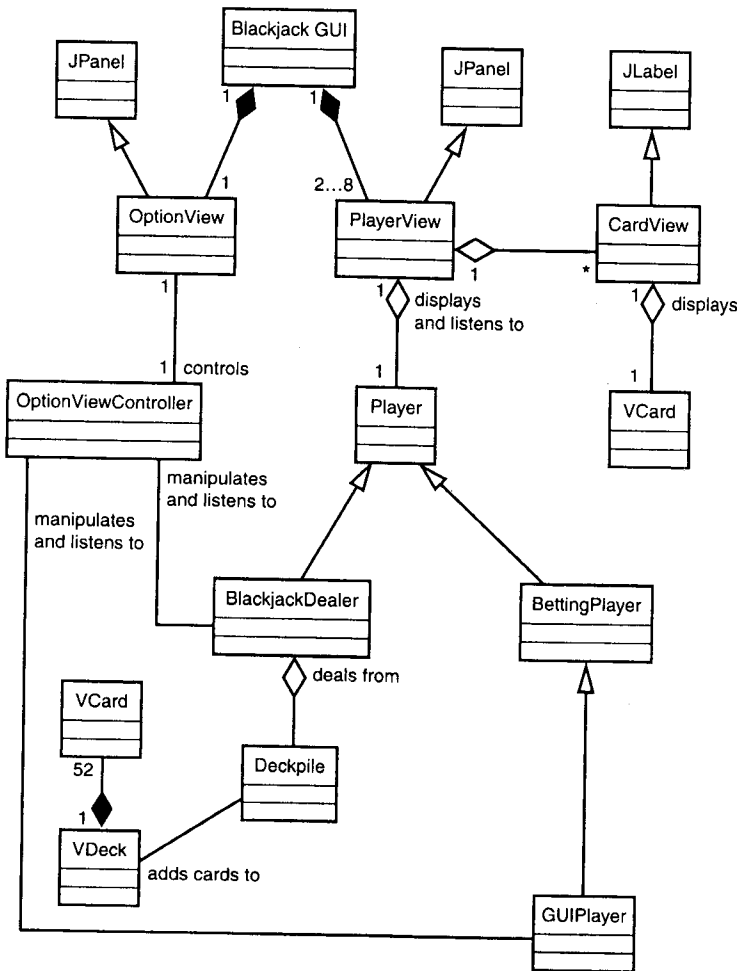 Blackjack GUI
JPanel
JPanel
JLabel
1
1
1
2...8
OptionView
PlayerView
CardView
1
*
1
1
displays
and listens to
1
displays
1
controls
1
1
OptionViewController
Player
VCard
manipulates
and listens to
manipulates
and listens to
BlackjackDealer
BettingPlayer
deals from
VCard
52
Deckpile
1
VDeck
adds cards to
GUIPlayer